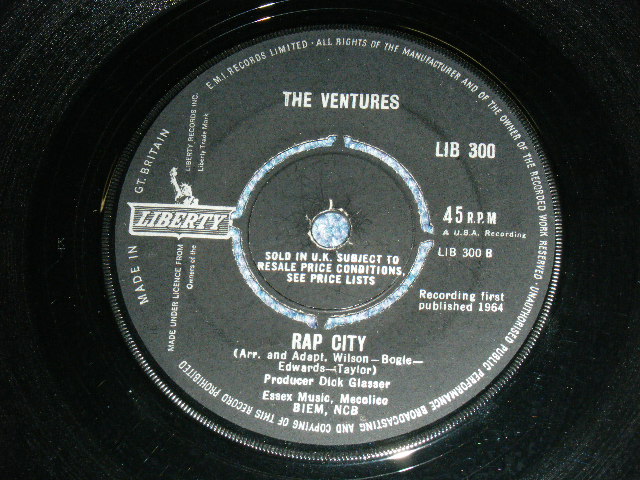 E.M.I. RECORDS LIMITED · ALL RIGHTS OF THE MANUFACTURER AND OF THE OWNER OF THE RECORDED WORK RESERVED · UNAUTHORISED PUBLIC PERFORMANCE BROADCASTING AND COPYING OF THIS RECORD PROHIBITED
MADE IN GT. BRITAIN
MADE UNDER LICENCE FROM LIBERTY RECORDS INC.
Owners of the Liberty Trade Mark
THE VENTURES
LIB 300
LIBERTY
45 R.P.M
A U.B.A. Recording
LIB 300 B
SOLD IN U.K. SUBJECT TO
RESALE PRICE CONDITIONS,
SEE PRICE LISTS
Recording first
published 1964
RAP CITY
(Arr. and Adapt. Wilson—Bogle—
Edwards—Taylor)
Producer Dick Glasser
Essex Music, Mecolico
BIEM, NCB